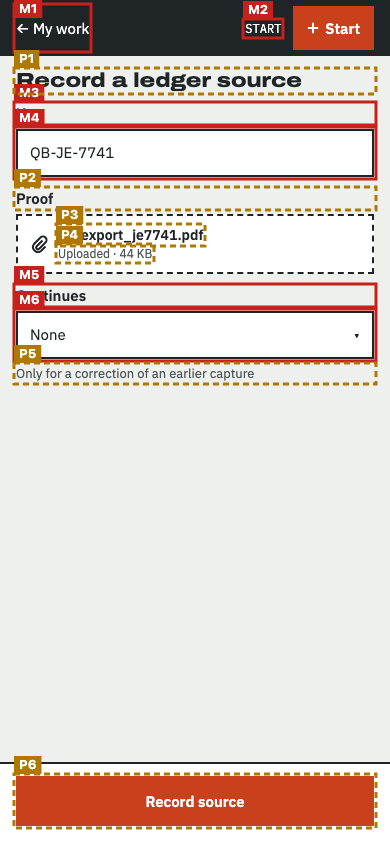 M1
M2
← My work
START
+ Start
P1
Record a ledger source
M3
M4
QB-JE-7741
P2
Proof
P3
P4
export_je7741.pdf
Uploaded · 44 KB
M5
M6
None
P5
Only for a correction of an earlier capture
P6
Record source